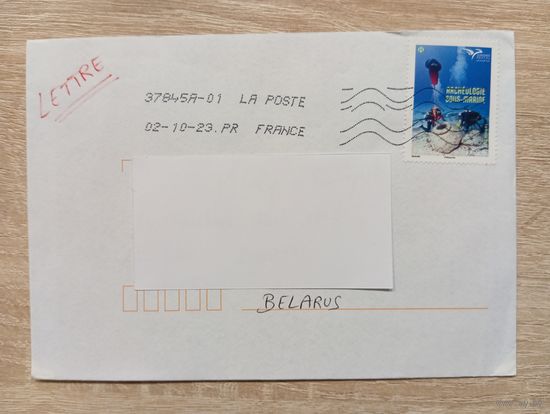 LETTRE
37845A-01 LA POSTE
02-10-23.PR FRANCE
ARCHÉOLOGIE
SOUS-MARINE
BELARUS